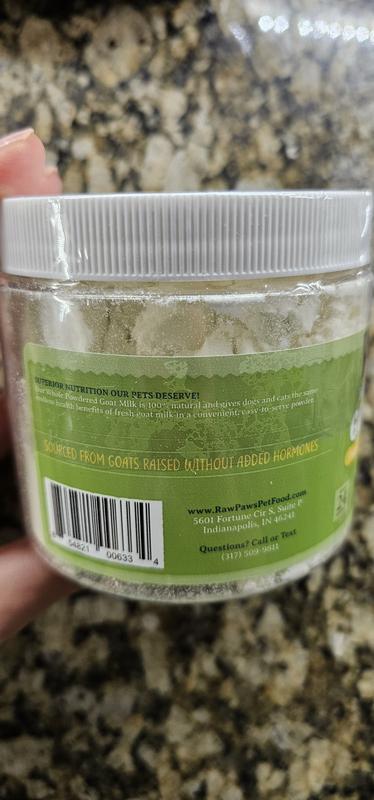 SUPERIOR NUTRITION OUR PETS DESERVE!
Our Whole Powdered Goat Milk is 100% natural and gives dogs and cats the same
endless health benefits of fresh goat milk in a convenient, easy-to-serve powder.
SOURCED FROM GOATS RAISED WITHOUT ADDED HORMONES
www.RawPawsPetFood.com
5601 Fortune Cir S, Suite P
Indianapolis, IN 46241
Questions? Call or Text
(317) 509-9811
54821 00633 4